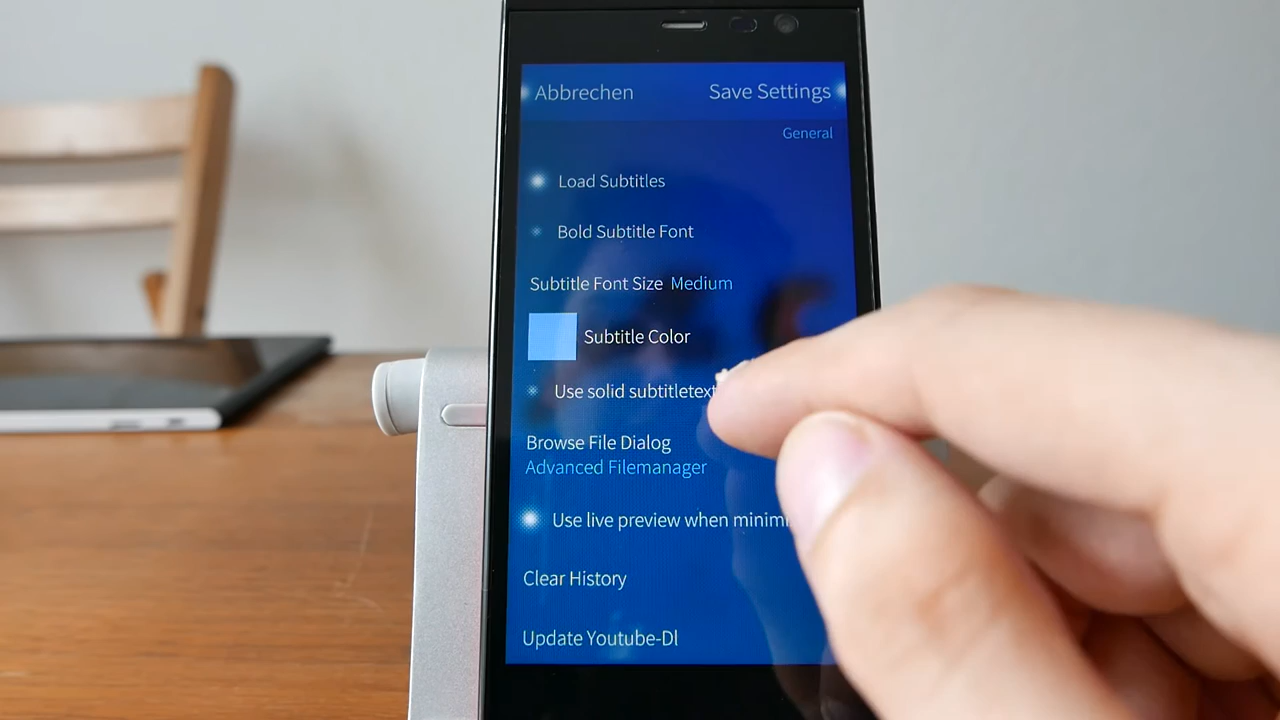 Abbrechen
Save Settings
General
Load Subtitles
Bold Subtitle Font
Subtitle Font Size Medium
Subtitle Color
Use solid subtitletext
Browse File Dialog
Advanced Filemanager
Use live preview when
Clear History
Update Youtube-Dl